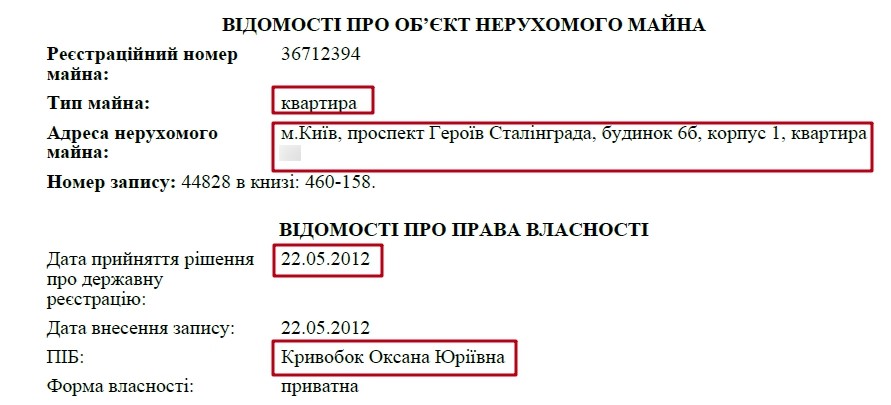 ВІДОМОСТІ ПРО ОБ’ЄКТ НЕРУХОМОГО МАЙНА
Реєстраційний номер майна: 36712394
Тип майна: квартира
Адреса нерухомого майна: м.Київ, проспект Героїв Сталінграда, будинок 6б, корпус 1, квартира
Номер запису: 44828 в книзі: 460-158.
ВІДОМОСТІ ПРО ПРАВА ВЛАСНОСТІ
Дата прийняття рішення про державну реєстрацію: 22.05.2012
Дата внесення запису: 22.05.2012
ПІБ: Кривобок Оксана Юріївна
Форма власності: приватна